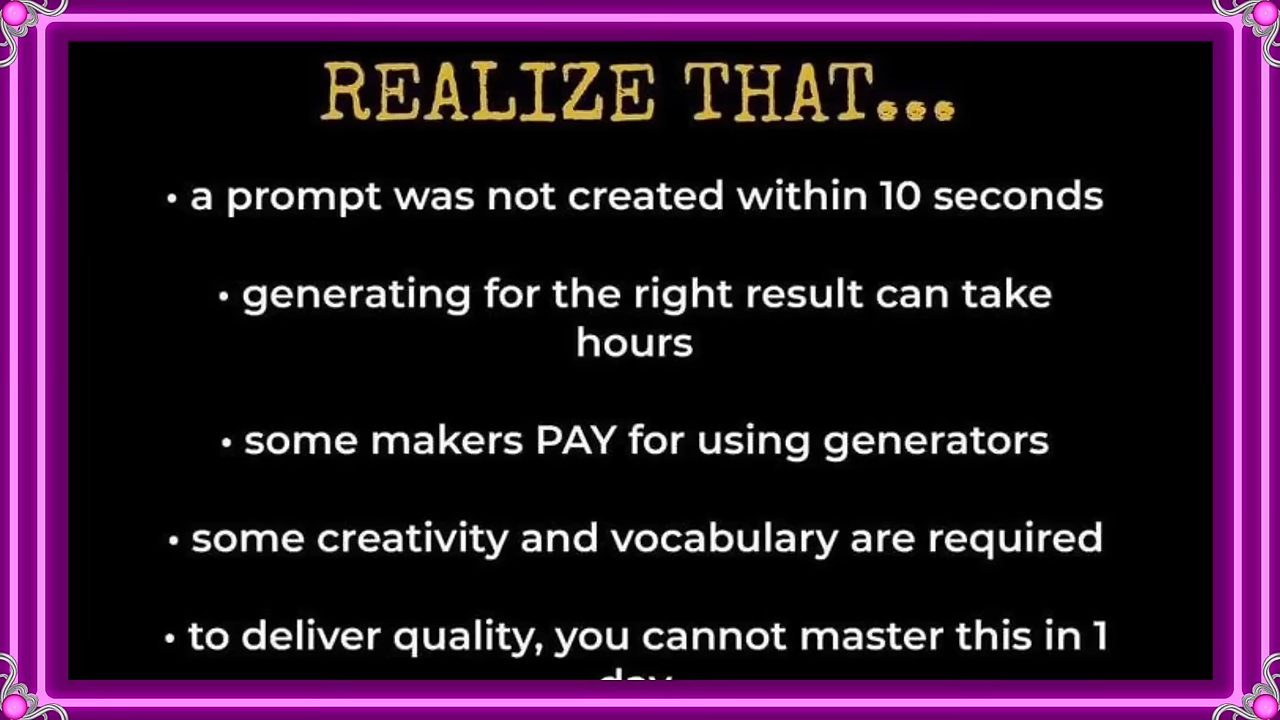 REALIZE THAT...
• a prompt was not created within 10 seconds
• generating for the right result can take
hours
• some makers PAY for using generators
• some creativity and vocabulary are required
• to deliver quality, you cannot master this in 1
day